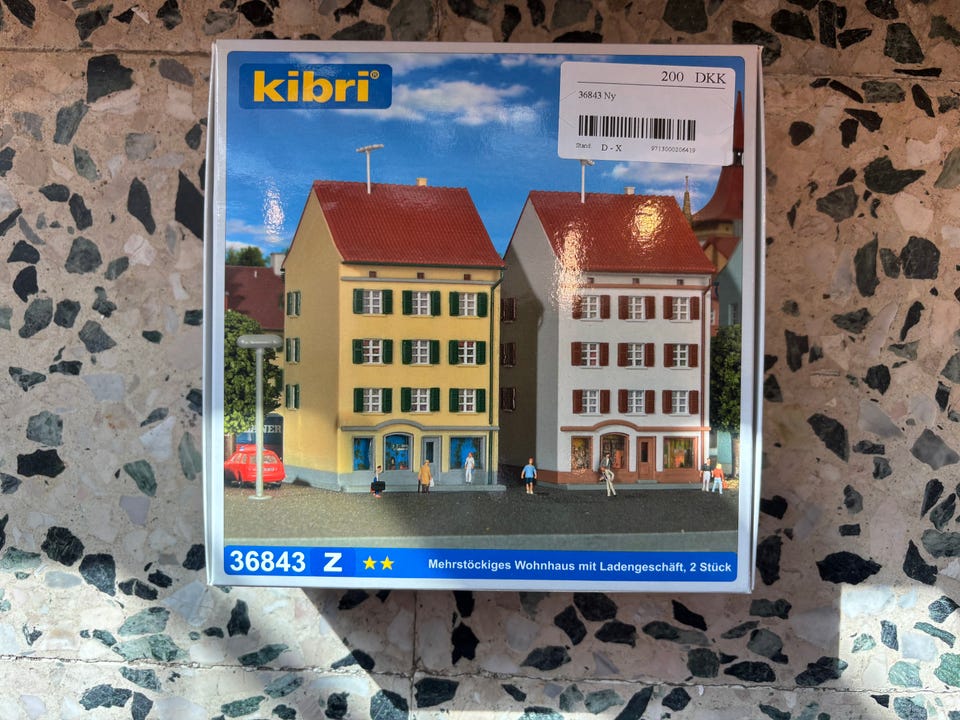 kibri®
200 DKK
36843 Ny
Stand: D - X 9713000206419
36843 Z Mehrstöckiges Wohnhaus mit Ladengeschäft, 2 Stück